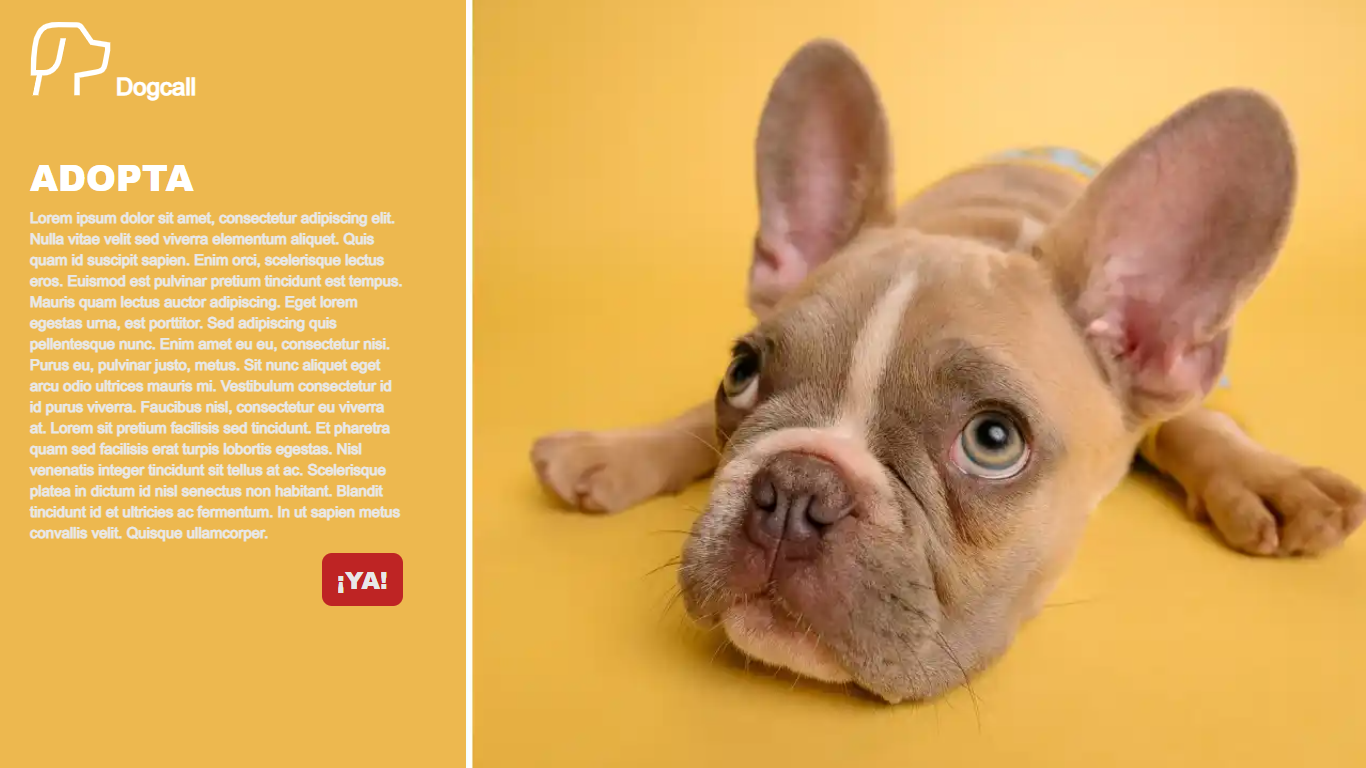 Dogcall
ADOPTA
Lorem ipsum dolor sit amet, consectetur adipiscing elit.
Nulla vitae velit sed viverra elementum aliquet. Quis
quam id suscipit sapien. Enim orci, scelerisque lectus
eros. Euismod est pulvinar pretium tincidunt est tempus.
Mauris quam lectus auctor adipiscing. Eget lorem
egestas urna, est porttitor. Sed adipiscing quis
pellentesque nunc. Enim amet eu eu, consectetur nisi.
Purus eu, pulvinar justo, metus. Sit nunc aliquet eget
arcu odio ultrices mauris mi. Vestibulum consectetur id
id purus viverra. Faucibus nisl, consectetur eu viverra
at. Lorem sit pretium facilisis sed tincidunt. Et pharetra
quam sed facilisis erat turpis lobortis egestas. Nisl
venenatis integer tincidunt sit tellus at ac. Scelerisque
platea in dictum id nisl senectus non habitant. Blandit
tincidunt id et ultricies ac fermentum. In ut sapien metus
convallis velit. Quisque ullamcorper.
¡YA!